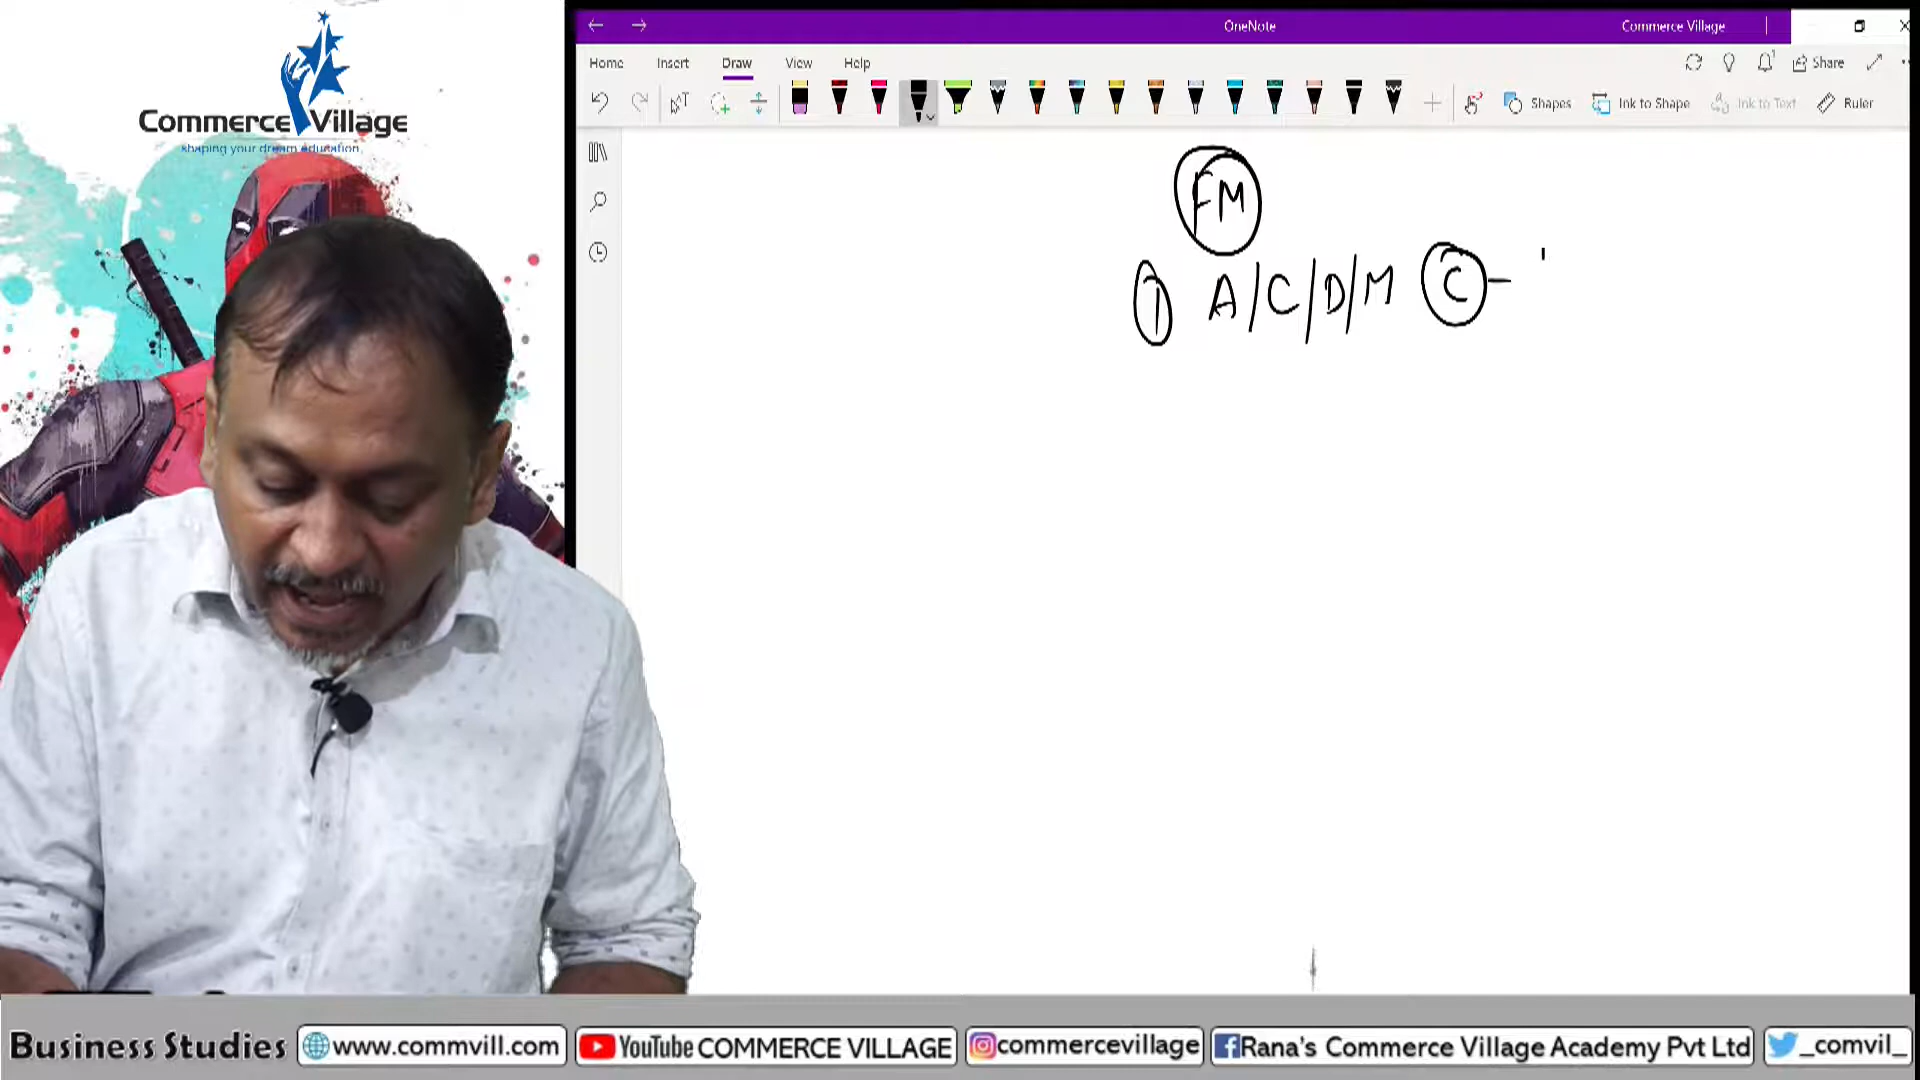 Commerce Village
shaping your dream education
OneNote
Commerce Village
Home Insert Draw View Help
Share
Shapes Ink to Shape Ink to Text Ruler
FM
1 A/C/D/M C -
Business Studies
www.commvill.com
YouTube COMMERCE VILLAGE
commercevillage
Rana's Commerce Village Academy Pvt Ltd
_comvil_